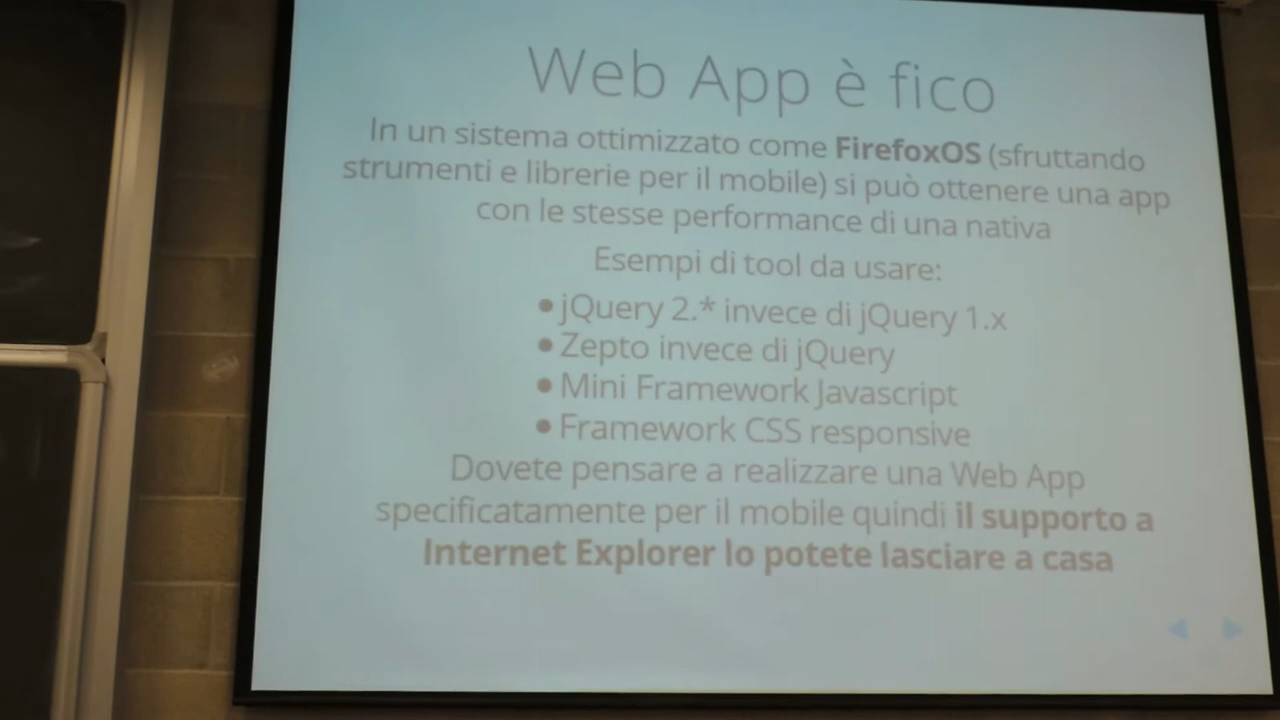 Web App è fico
In un sistema ottimizzato come FirefoxOS (sfruttando
strumenti e librerie per il mobile) si può ottenere una app
con le stesse performance di una nativa
Esempi di tool da usare:
• jQuery 2.* invece di jQuery 1.x
• Zepto invece di jQuery
• Mini Framework Javascript
• Framework CSS responsive
Dovete pensare a realizzare una Web App
specificatamente per il mobile quindi il supporto a
Internet Explorer lo potete lasciare a casa